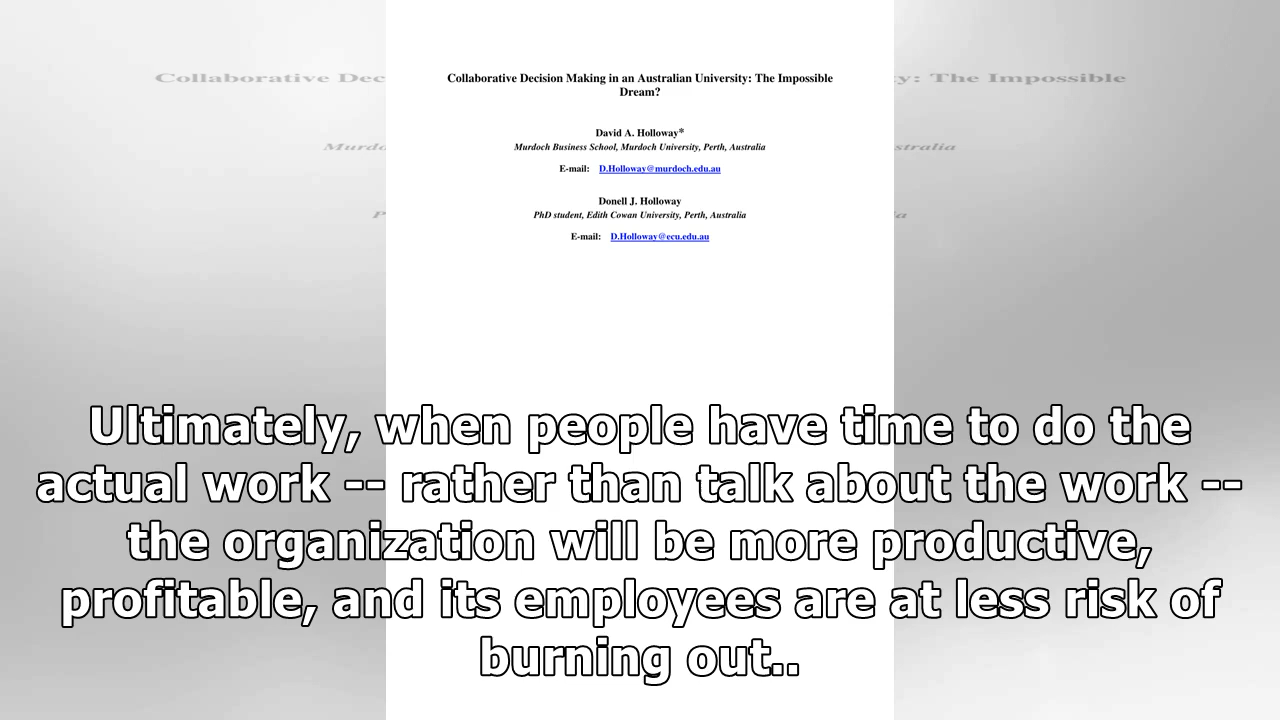 Collaborative Decision Making in an Australian University: The Impossible
Dream?
David A. Holloway*
Murdoch Business School, Murdoch University, Perth, Australia
E-mail: D.Holloway@murdoch.edu.au
Donell J. Holloway
PhD student, Edith Cowan University, Perth, Australia
E-mail: D.Holloway@ecu.edu.au
Ultimately, when people have time to do the
actual work -- rather than talk about the work --
the organization will be more productive,
profitable, and its employees are at less risk of
burning out..